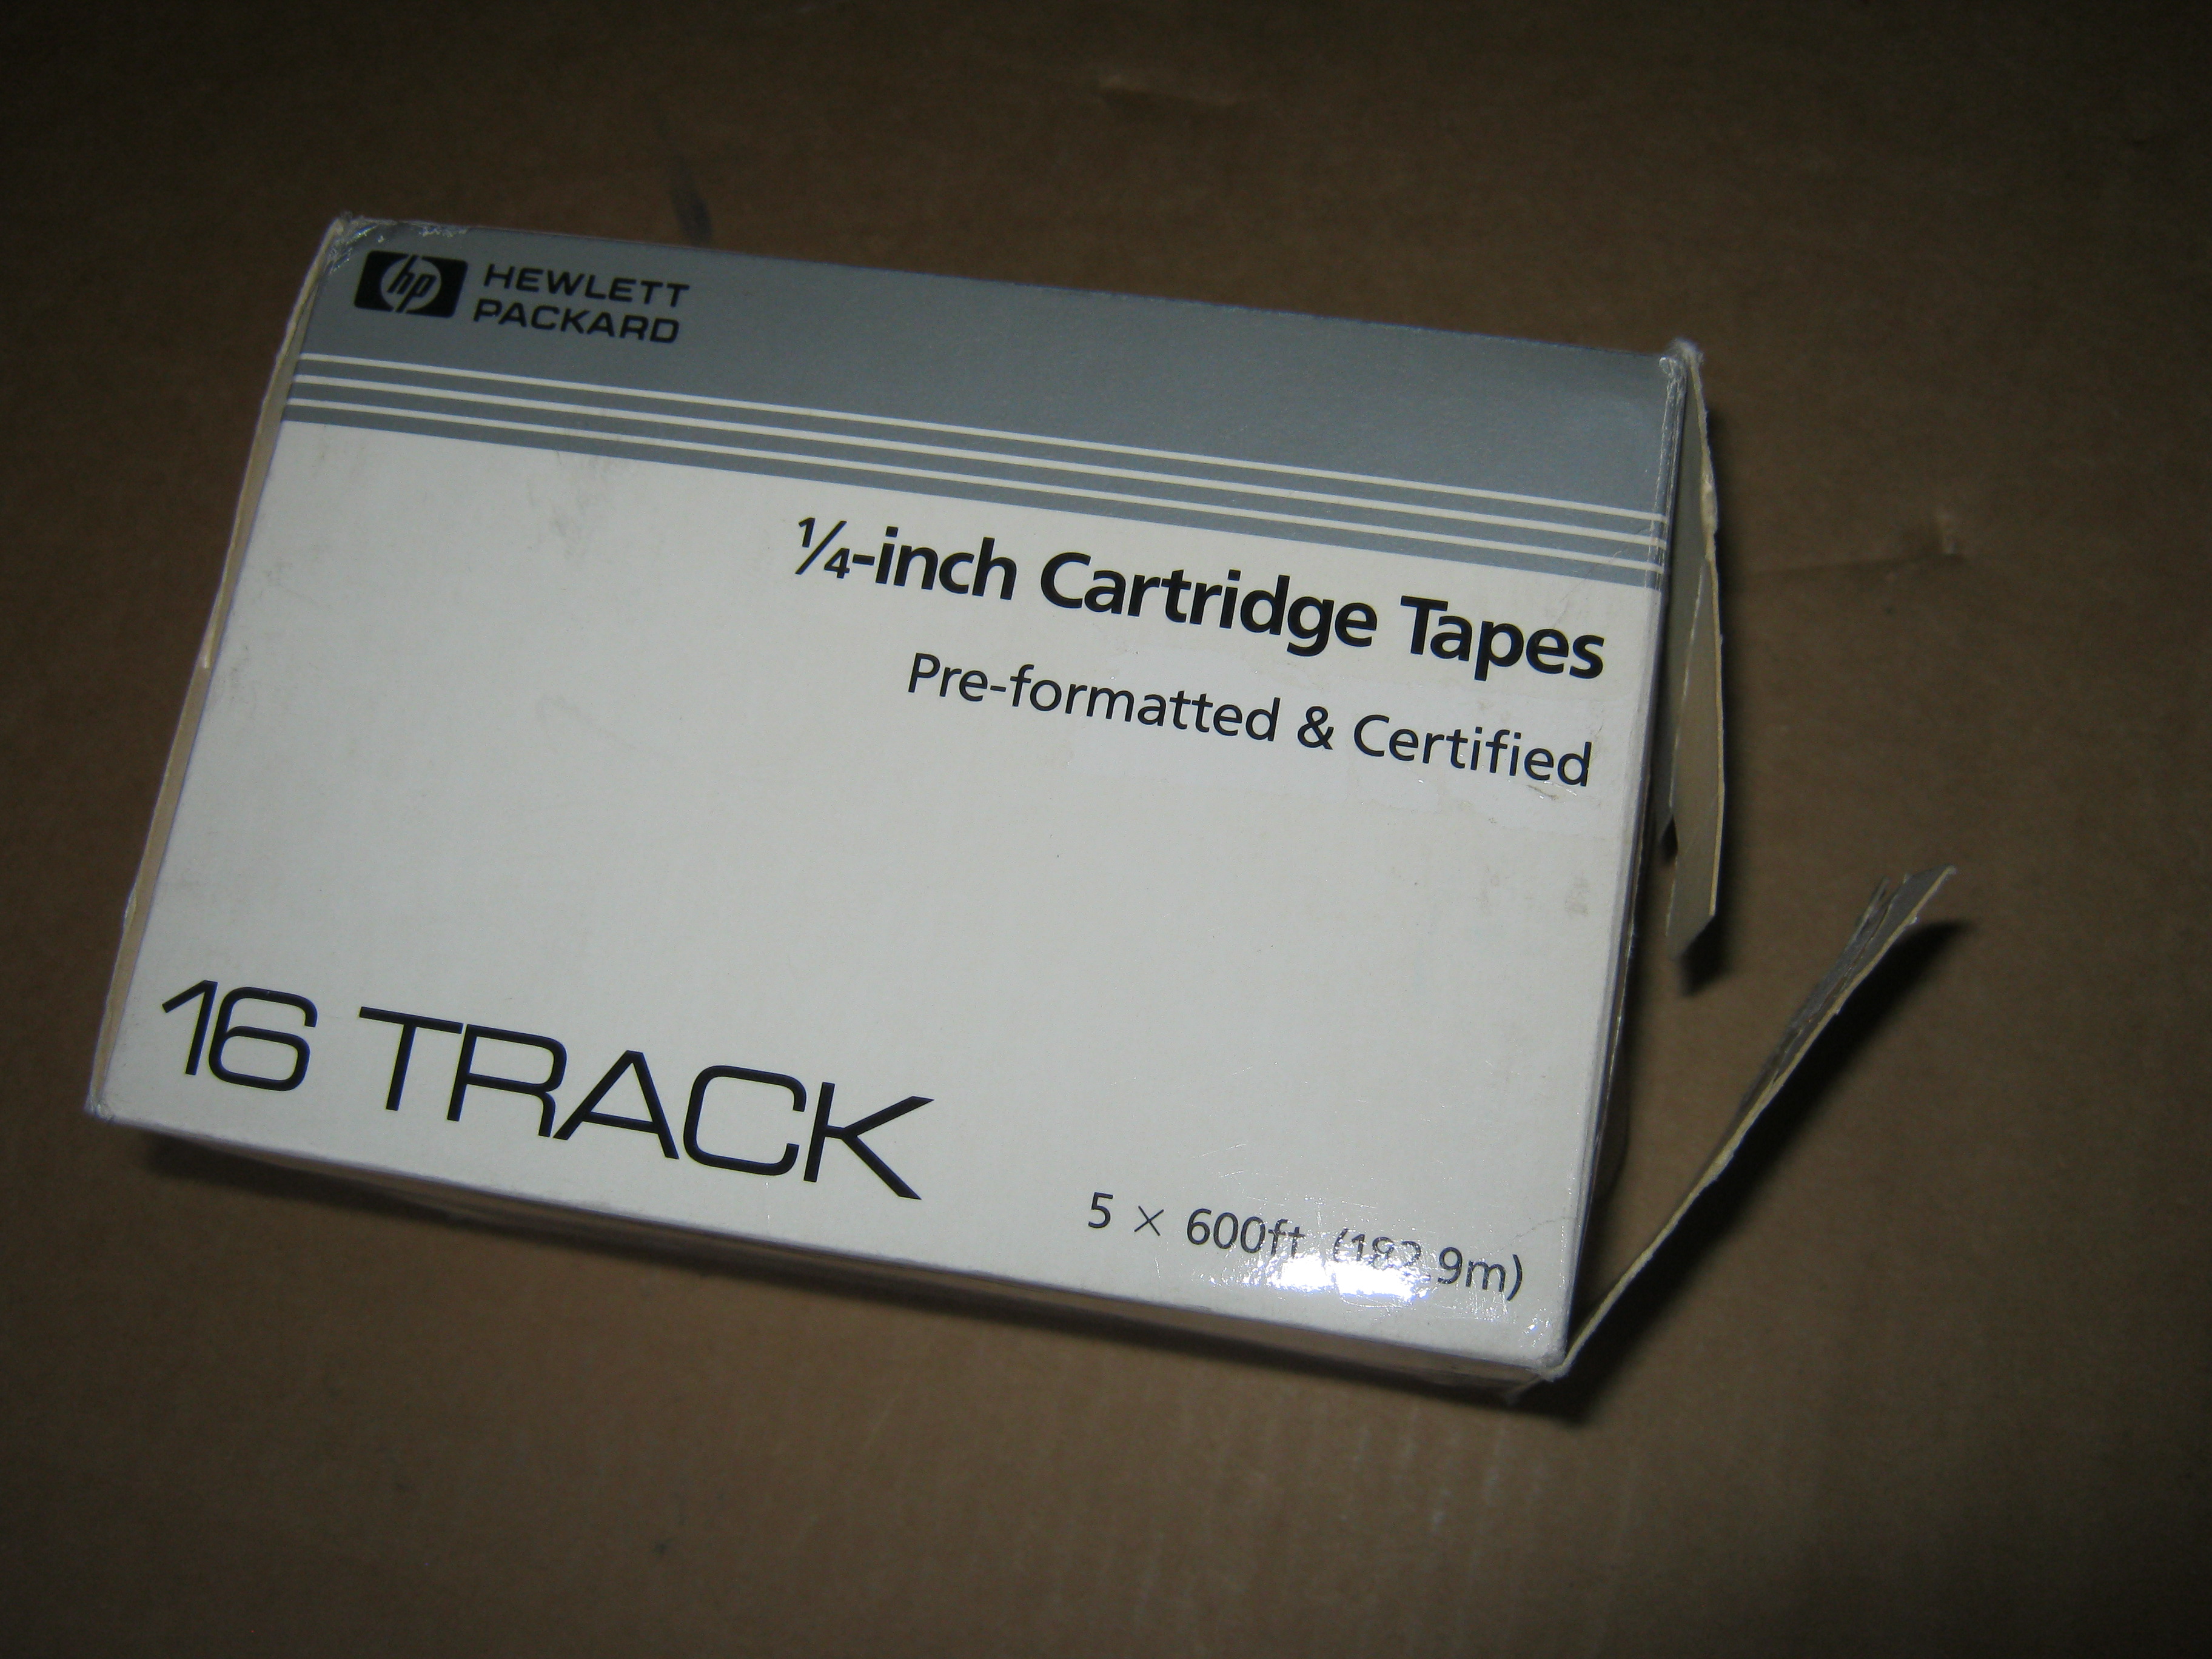 hp HEWLETT
PACKARD
¼-inch Cartridge Tapes
Pre-formatted & Certified
16 TRACK
5 × 600ft (182.9m)